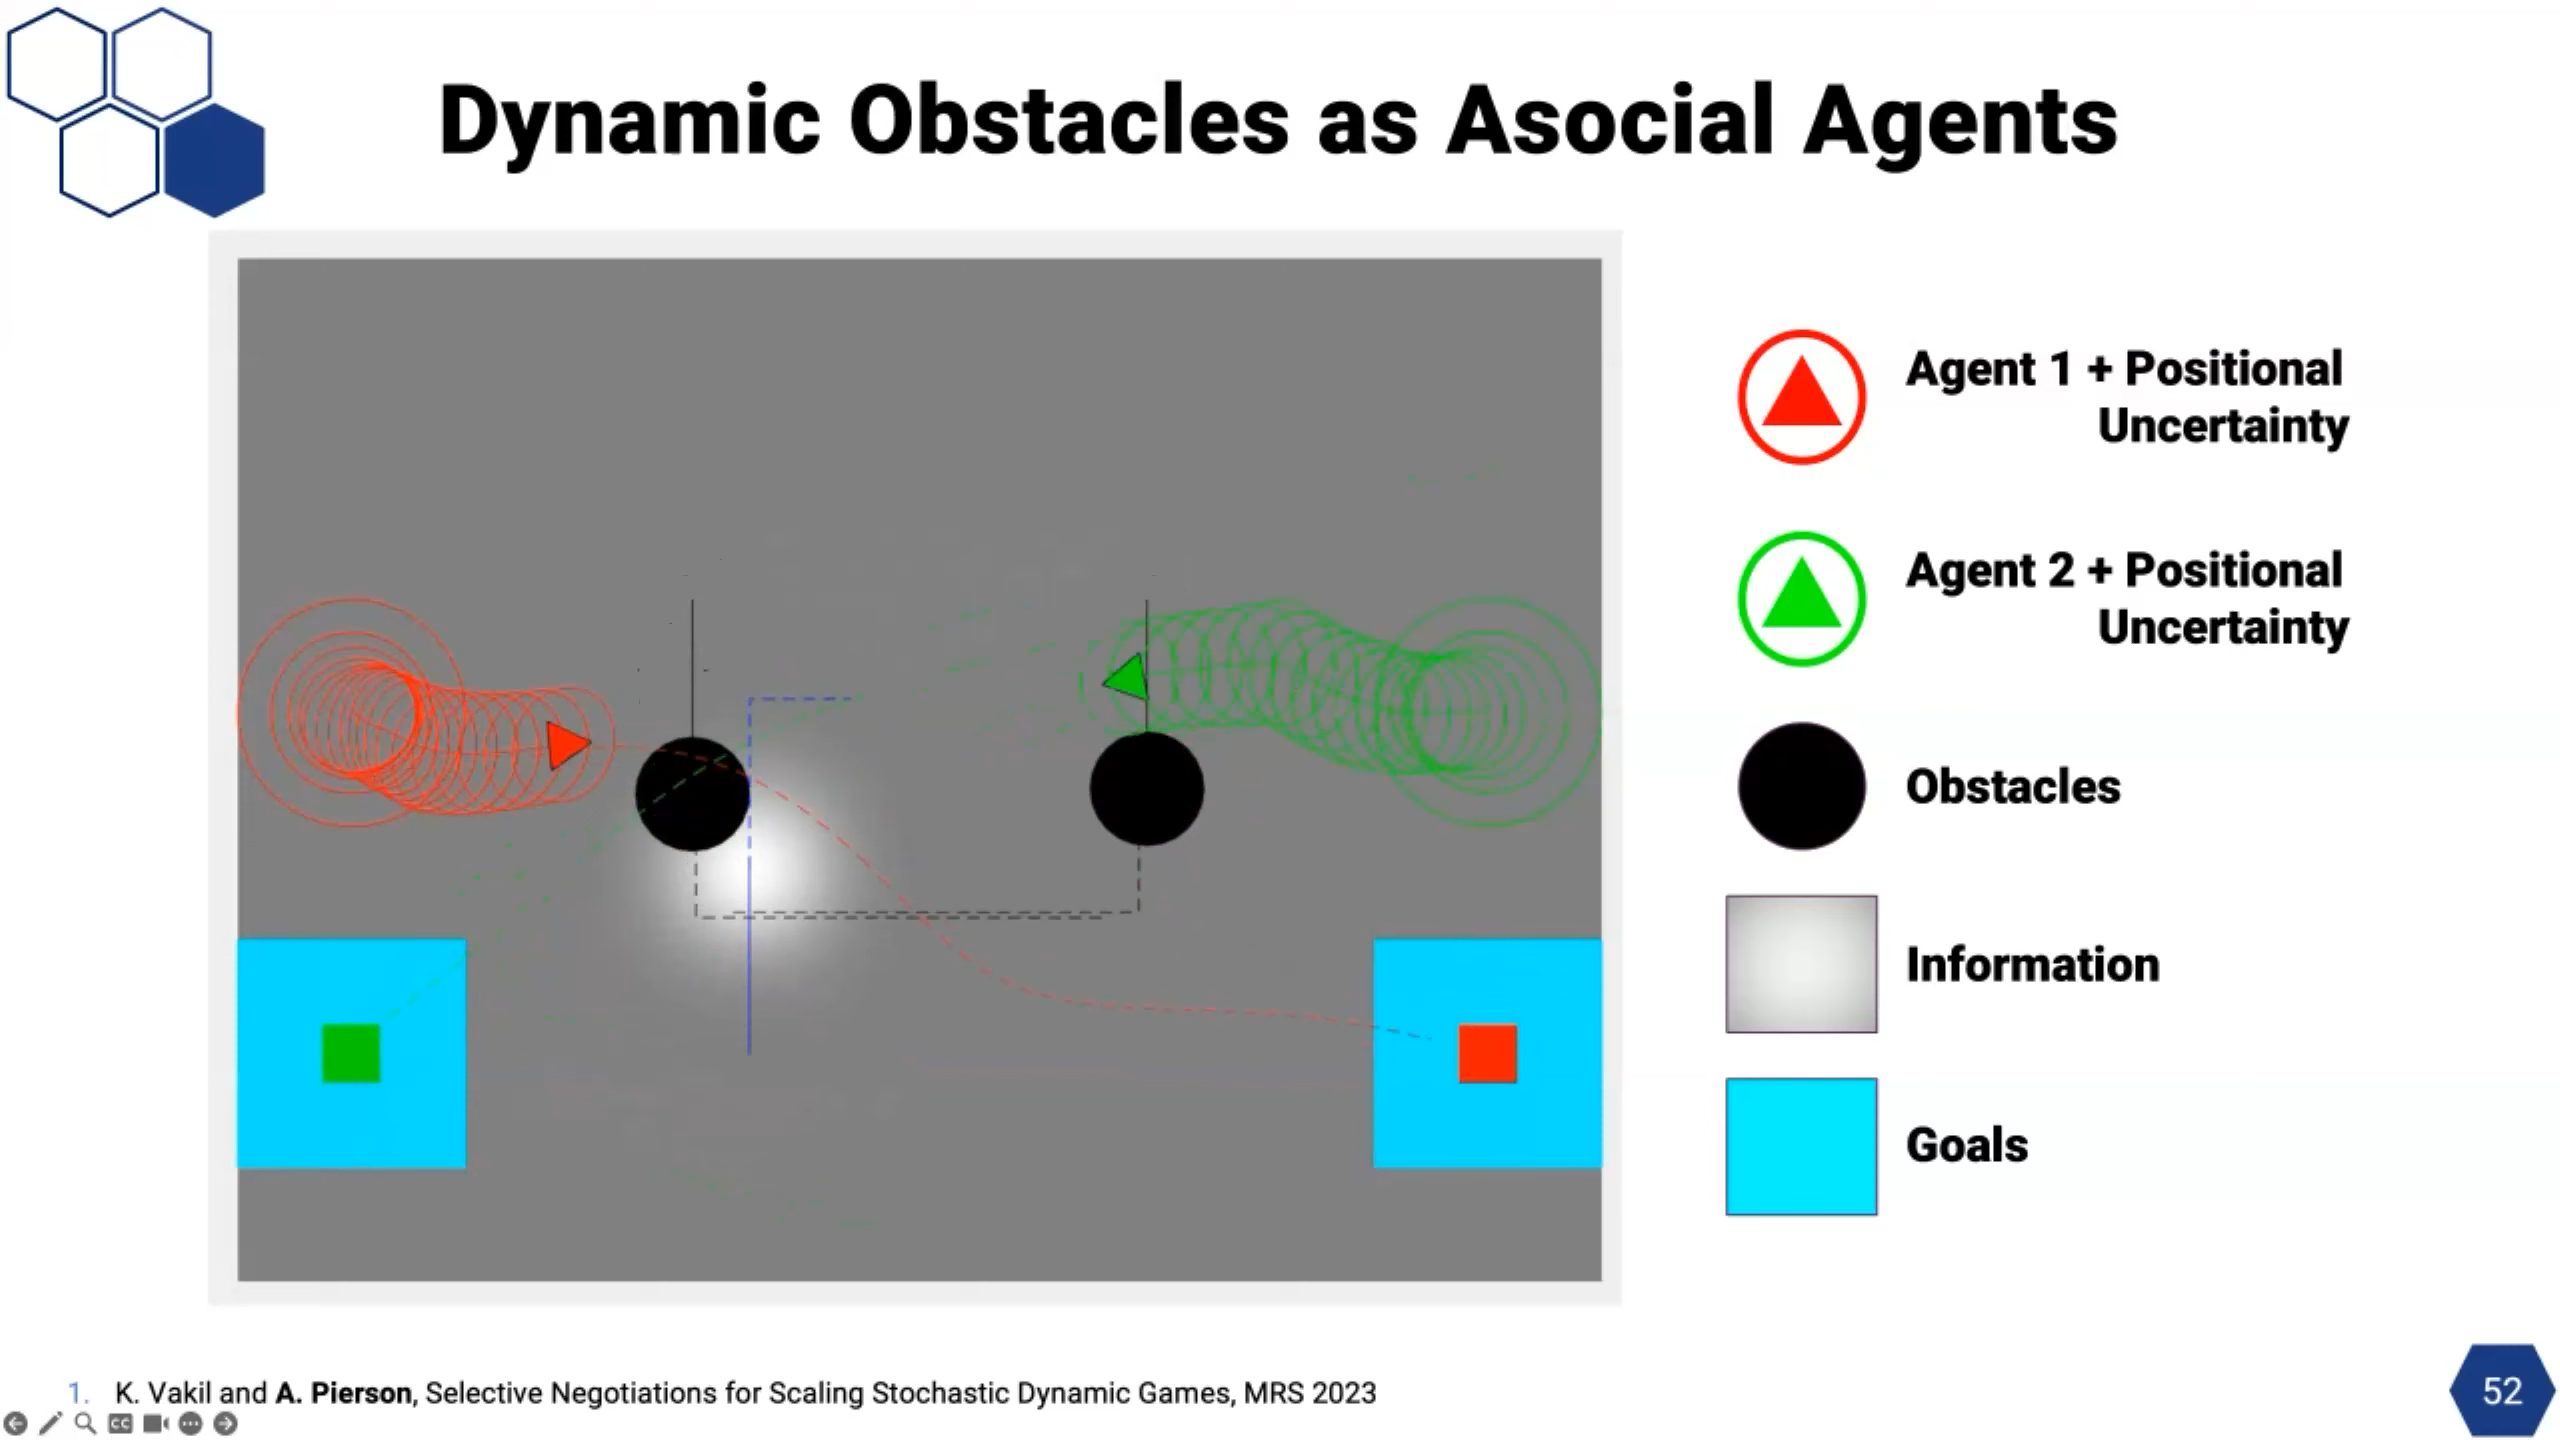 Dynamic Obstacles as Asocial Agents
Agent 1 + Positional
Uncertainty
Agent 2 + Positional
Uncertainty
Obstacles
Information
Goals
1. K. Vakil and A. Pierson, Selective Negotiations for Scaling Stochastic Dynamic Games, MRS 2023
CC
52